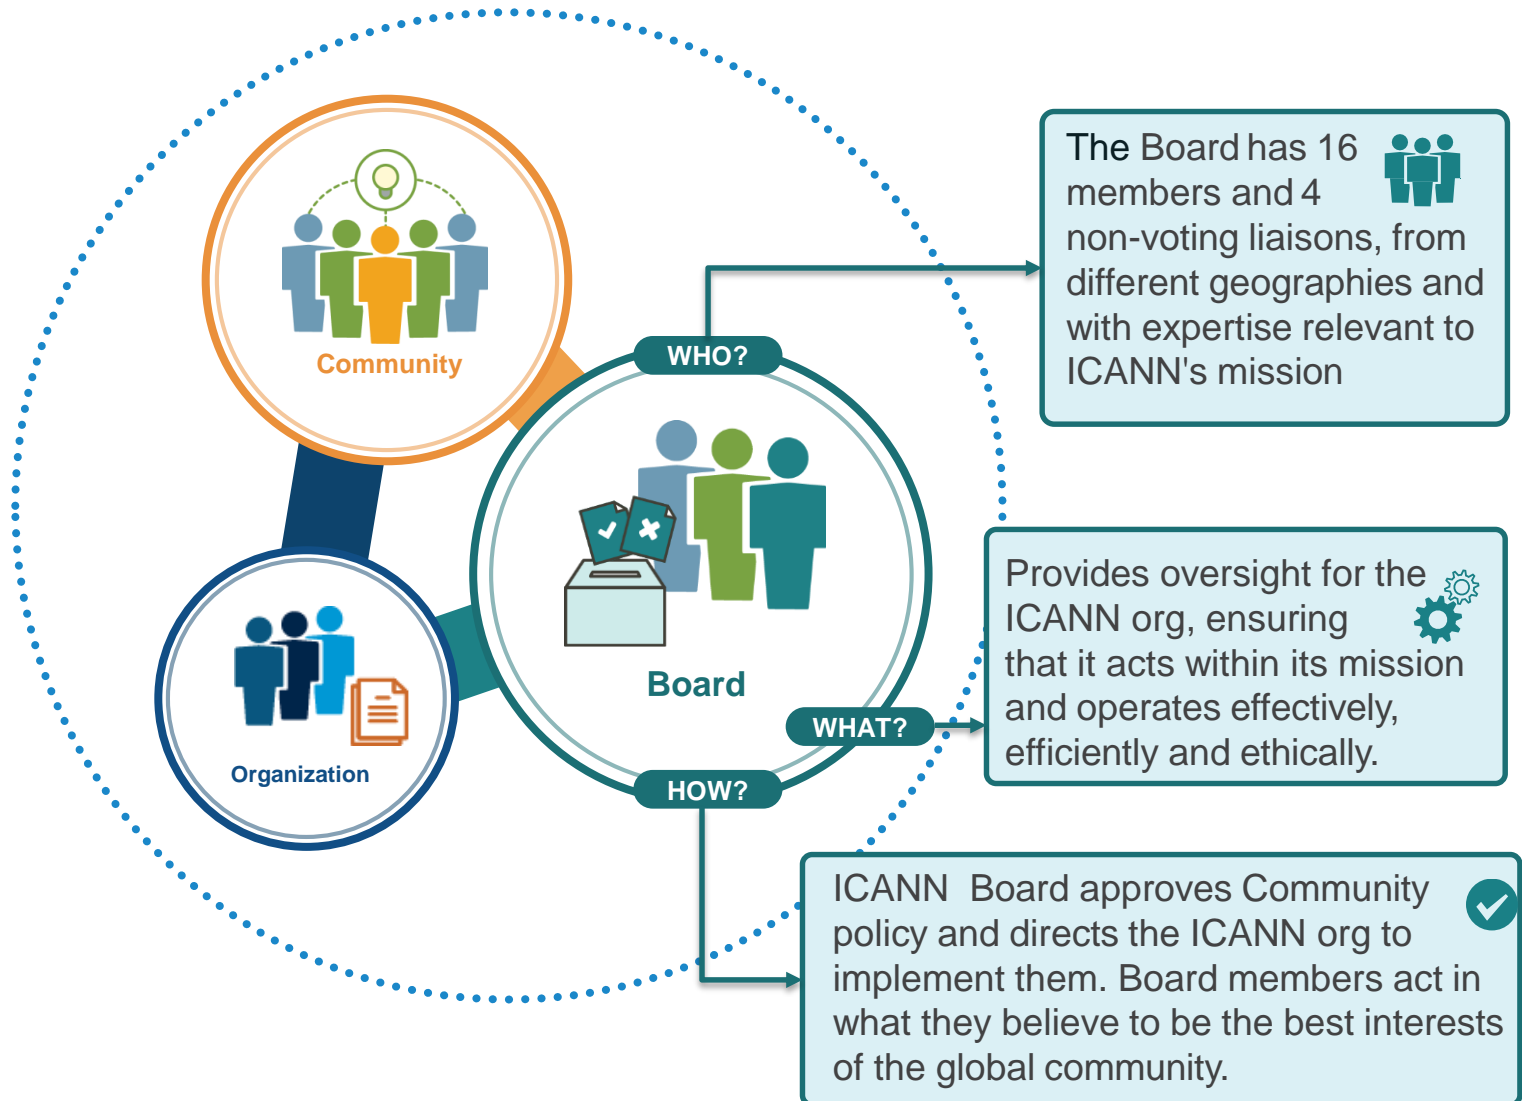 Community
Organization
Board
WHO?
The Board has 16
members and 4
non-voting liaisons, from
different geographies and
with expertise relevant to
ICANN's mission
WHAT?
Provides oversight for the
ICANN org, ensuring
that it acts within its mission
and operates effectively,
efficiently and ethically.
HOW?
ICANN  Board approves Community
policy and directs the ICANN org to
implement them. Board members act in
what they believe to be the best interests
of the global community.